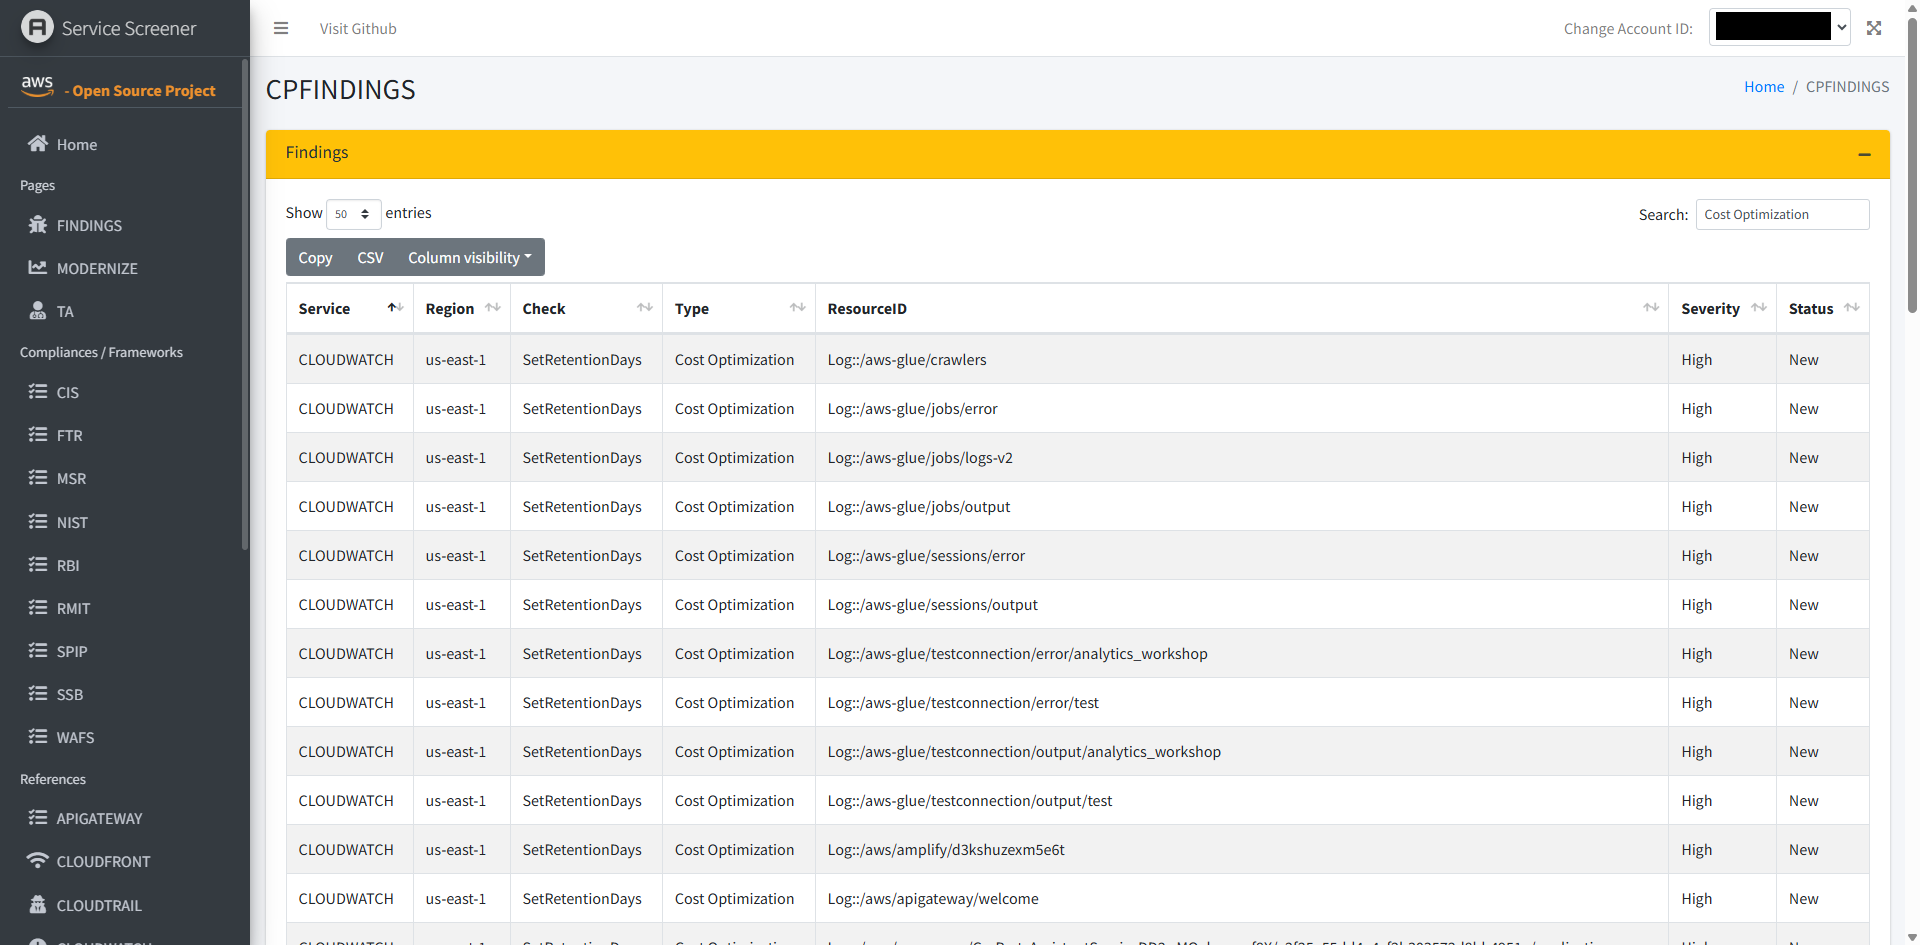 Service Screener
Visit Github
Change Account ID:
aws - Open Source Project
CPFINDINGS
Home / CPFINDINGS
Home
Pages
FINDINGS
MODERNIZE
TA
Compliances / Frameworks
CIS
FTR
MSR
NIST
RBI
RMIT
SPIP
SSB
WAFS
References
APIGATEWAY
CLOUDFRONT
CLOUDTRAIL
CLOUDWATCH
Findings
Show 50 entries
Search: Cost Optimization
Copy CSV Column visibility
Service Region Check Type ResourceID Severity Status
CLOUDWATCH us-east-1 SetRetentionDays Cost Optimization Log::/aws-glue/crawlers High New
CLOUDWATCH us-east-1 SetRetentionDays Cost Optimization Log::/aws-glue/jobs/error High New
CLOUDWATCH us-east-1 SetRetentionDays Cost Optimization Log::/aws-glue/jobs/logs-v2 High New
CLOUDWATCH us-east-1 SetRetentionDays Cost Optimization Log::/aws-glue/jobs/output High New
CLOUDWATCH us-east-1 SetRetentionDays Cost Optimization Log::/aws-glue/sessions/error High New
CLOUDWATCH us-east-1 SetRetentionDays Cost Optimization Log::/aws-glue/sessions/output High New
CLOUDWATCH us-east-1 SetRetentionDays Cost Optimization Log::/aws-glue/testconnection/error/analytics_workshop High New
CLOUDWATCH us-east-1 SetRetentionDays Cost Optimization Log::/aws-glue/testconnection/error/test High New
CLOUDWATCH us-east-1 SetRetentionDays Cost Optimization Log::/aws-glue/testconnection/output/analytics_workshop High New
CLOUDWATCH us-east-1 SetRetentionDays Cost Optimization Log::/aws-glue/testconnection/output/test High New
CLOUDWATCH us-east-1 SetRetentionDays Cost Optimization Log::/aws/amplify/d3kshuzexm5e6t High New
CLOUDWATCH us-east-1 SetRetentionDays Cost Optimization Log::/aws/apigateway/welcome High New
CLOUDWATCH us-east-1 SetRetentionDays Cost Optimization High New